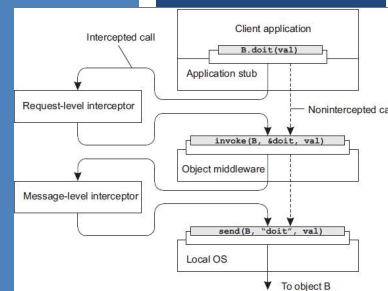 Client application
Intercepted call
B.doit(val)
Application stub
Request-level interceptor
Nonintercepted ca
invoke(B, &doit, val)
Object middleware
Message-level interceptor
send(B, "doit", val)
Local OS
To object B